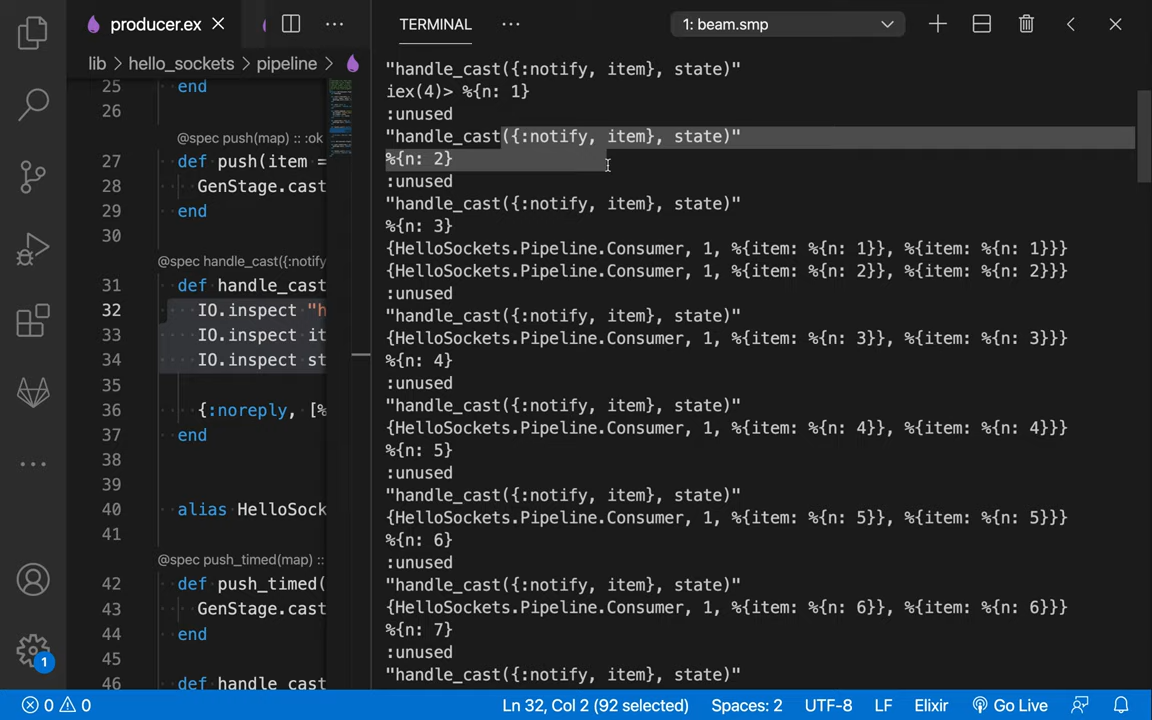 producer.ex
lib > hello_sockets > pipeline >
25 end
26
@spec push(map) :: :ok
27 def push(item =
28 GenStage.cast
29 end
30
@spec handle_cast({:notify
31 def handle_cast
32 IO.inspect "h
33 IO.inspect it
34 IO.inspect st
35
36 {:noreply, [%
37 end
38
39
40 alias HelloSock
41
@spec push_timed(map) ::
42 def push_timed(
43 GenStage.cast
44 end
45
46 def handle_cast
TERMINAL
1: beam.smp
"handle_cast({:notify, item}, state)"
iex(4)> %{n: 1}
:unused
"handle_cast({:notify, item}, state)"
%{n: 2}
:unused
"handle_cast({:notify, item}, state)"
%{n: 3}
{HelloSockets.Pipeline.Consumer, 1, %{item: %{n: 1}}, %{item: %{n: 1}}}
{HelloSockets.Pipeline.Consumer, 1, %{item: %{n: 2}}, %{item: %{n: 2}}}
:unused
"handle_cast({:notify, item}, state)"
{HelloSockets.Pipeline.Consumer, 1, %{item: %{n: 3}}, %{item: %{n: 3}}}
%{n: 4}
:unused
"handle_cast({:notify, item}, state)"
{HelloSockets.Pipeline.Consumer, 1, %{item: %{n: 4}}, %{item: %{n: 4}}}
%{n: 5}
:unused
"handle_cast({:notify, item}, state)"
{HelloSockets.Pipeline.Consumer, 1, %{item: %{n: 5}}, %{item: %{n: 5}}}
%{n: 6}
:unused
"handle_cast({:notify, item}, state)"
{HelloSockets.Pipeline.Consumer, 1, %{item: %{n: 6}}, %{item: %{n: 6}}}
%{n: 7}
:unused
"handle_cast({:notify, item}, state)"
1
0 0 Ln 32, Col 2 (92 selected) Spaces: 2 UTF-8 LF Elixir Go Live